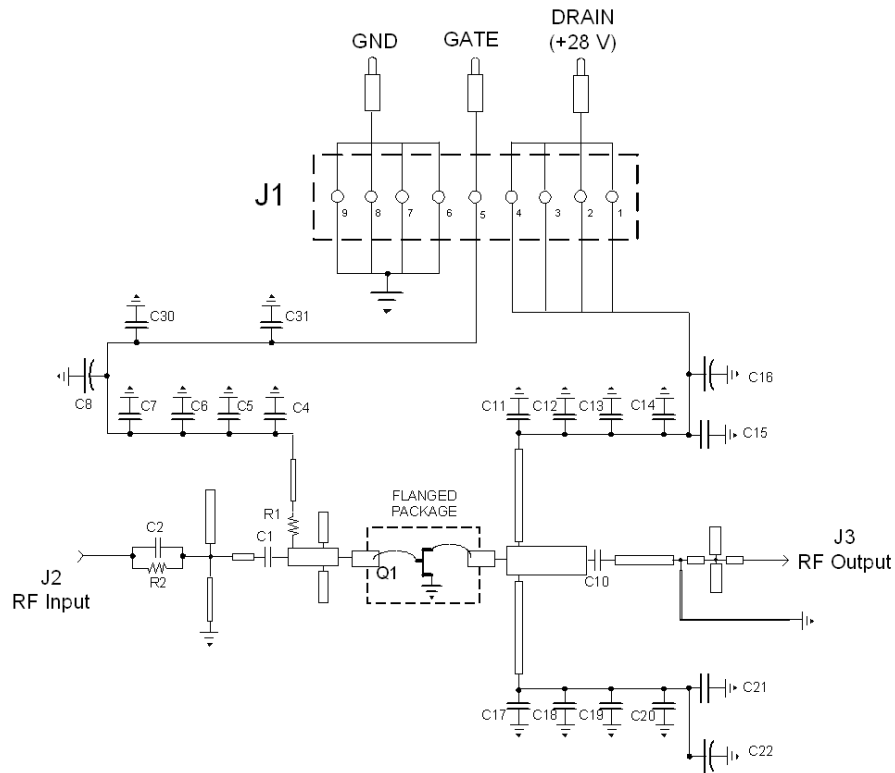 DRAIN
GND GATE (+28 V)
J1
9 8 7 6 5 4 3 2 1
C30 C31
C8 C16
C7 C6 C5 C4 C11 C12 C13 C14
C15
FLANGED
PACKAGE
R1
C2 C1
R2 Q1 C10
J2
RF Input
J3
RF Output
C17 C18 C19 C20 C21
C22